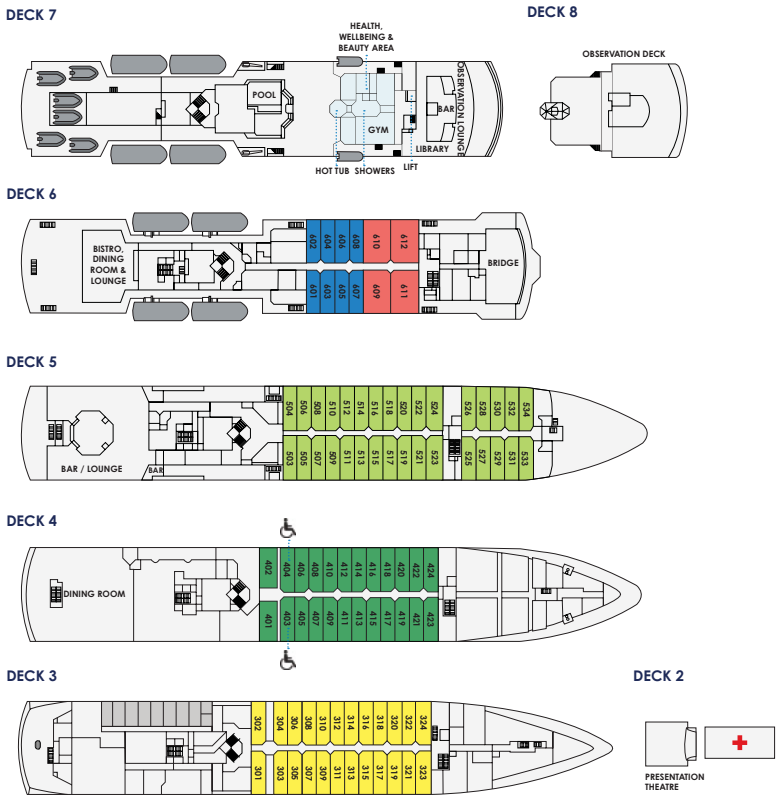 DECK 7
DECK 8
HEALTH,
WELLBEING &
BEAUTY AREA
OBSERVATION DECK
POOL
GYM
BAR
OBSERVATION LOUNGE
LIBRARY
HOT TUB
SHOWERS
LIFT
DECK 6
BISTRO,
DINING
ROOM &
LOUNGE
602 604 606 608 610 612
601 603 605 607 609 611
BRIDGE
DECK 5
504 506 508 510 512 514 516 518 520 522 524 526 528 530 532 534
503 505 507 509 511 513 515 517 519 521 523 525 527 529 531 533
BAR / LOUNGE
BAR
DECK 4
402 404 406 408 410 412 414 416 418 420 422 424
DINING ROOM
401 403 405 407 409 411 413 415 417 419 421 423
DECK 3
DECK 2
302 304 306 308 310 312 314 316 318 320 322 324
301 303 305 307 309 311 313 315 317 319 321 323
PRESENTATION
THEATRE